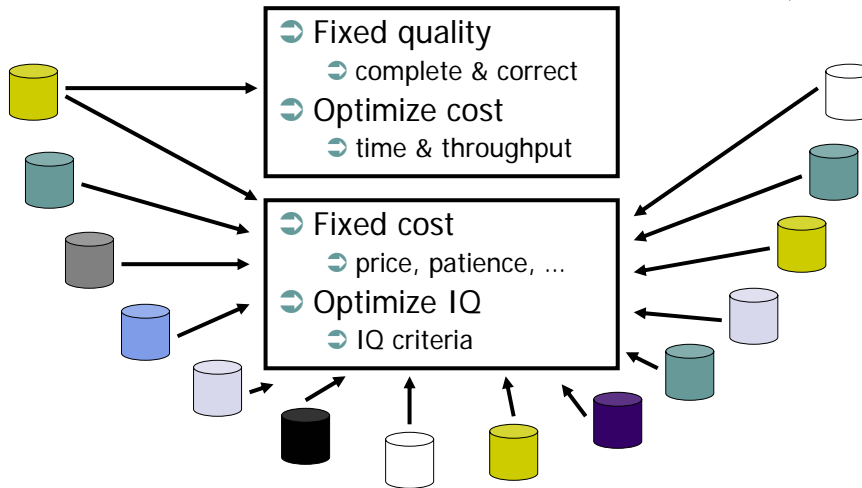 Fixed quality
complete & correct
Optimize cost
time & throughput
Fixed cost
price, patience, ...
Optimize IQ
IQ criteria